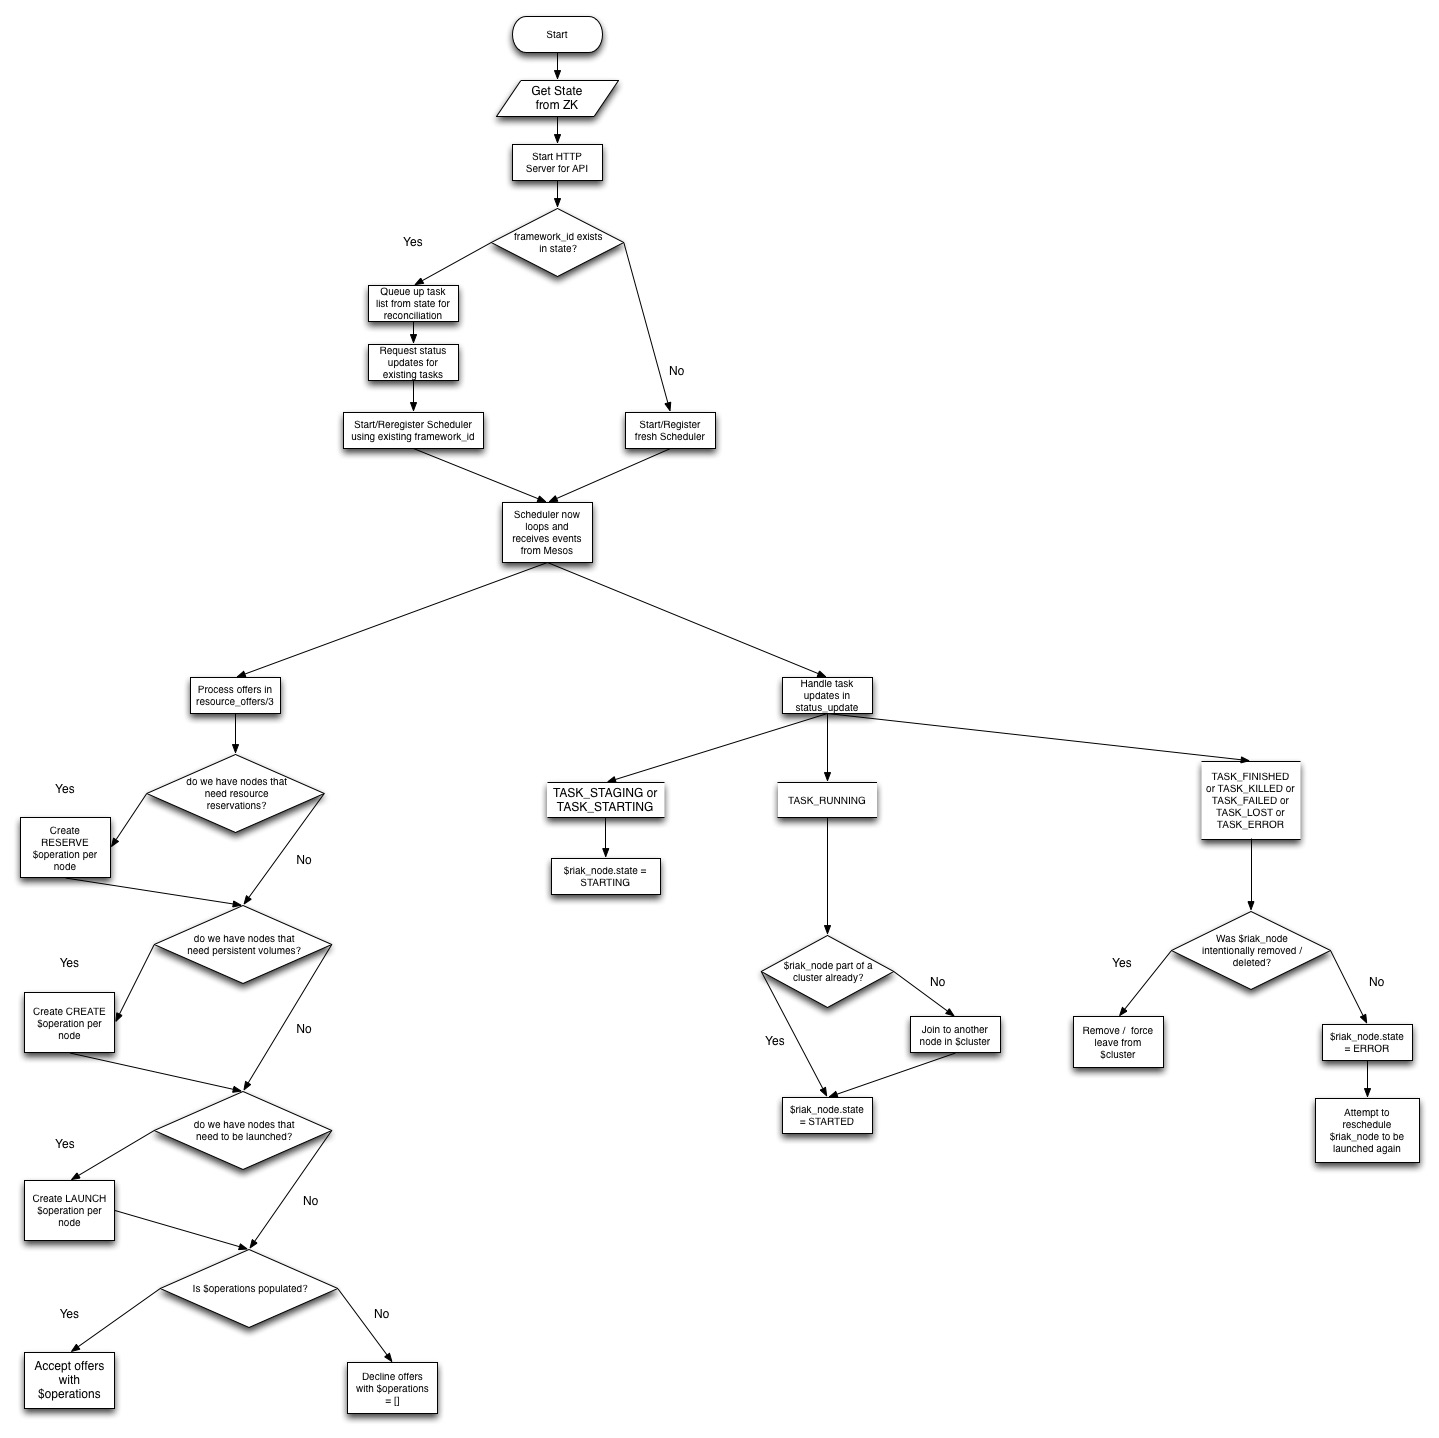 Start
Get State
from ZK
Start HTTP
Server for API
framework_id exists
in state?
Yes
Queue up task
list from state for
reconciliation
Request status
updates for
existing tasks
No
Start/Reregister Scheduler
using existing framework_id
Start/Register
fresh Scheduler
Scheduler now
loops and
receives events
from Mesos
Process offers in
resource_offers/3
do we have nodes that
need resource
reservations?
Yes
Create
RESERVE
$operation per
node
No
do we have nodes that
need persistent volumes?
Yes
Create CREATE
$operation per
node
No
do we have nodes that
need to be launched?
Yes
Create LAUNCH
$operation per
node
No
Is $operations populated?
Yes
No
Accept offers
with
$operations
Decline offers
with $operations
= []
Handle task
updates in
status_update
TASK_STAGING or
TASK_STARTING
$riak_node.state =
STARTING
TASK_RUNNING
$riak_node part of a
cluster already?
No
Join to another
node in $cluster
Yes
$riak_node.state
= STARTED
TASK_FINISHED
or TASK_KILLED or
TASK_FAILED or
TASK_LOST or
TASK_ERROR
Was $riak_node
intentionally removed /
deleted?
Yes
No
Remove /  force
leave from
$cluster
$riak_node.state
= ERROR
Attempt to
reschedule
$riak_node to be
launched again